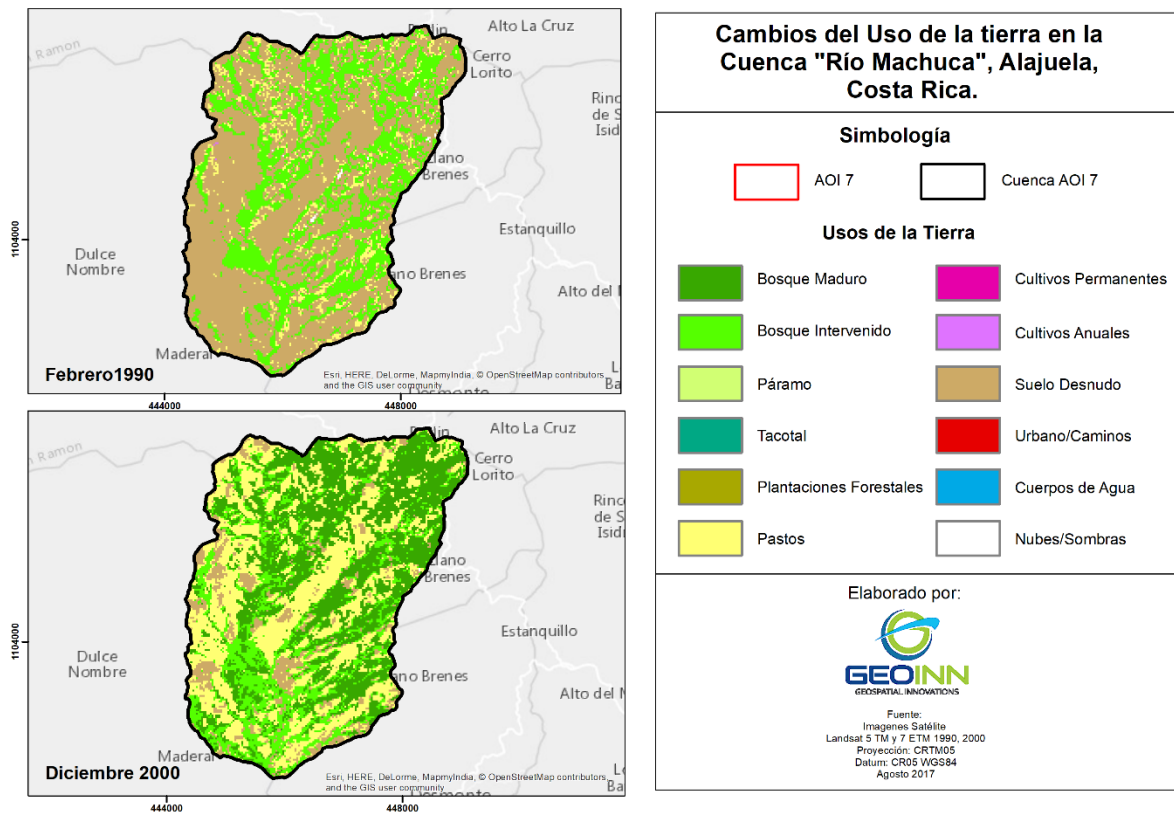 Alto La Cruz
Ramon
Cerro
Lorito
Brenes
Estanquillo
Dulce
Nombre
Brenes
Alto del
Febrero1990
Esri, HERE, DeLorme, MapmyIndia, © OpenStreetMap contributors,
and the GIS user community
1104000
444000
448000
Alto La Cruz
Ramon
Cerro
Lorito
Brenes
Estanquillo
Dulce
Nombre
Brenes
Alto del
Diciembre 2000
Esri, HERE, DeLorme, MapmyIndia, © OpenStreetMap contributors,
and the GIS user community
1104000
444000
448000
Cambios del Uso de la tierra en la
Cuenca "Río Machuca", Alajuela,
Costa Rica.
Simbología
AOI 7
Cuenca AOI 7
Usos de la Tierra
Bosque Maduro
Cultivos Permanentes
Bosque Intervenido
Cultivos Anuales
Páramo
Suelo Desnudo
Tacotal
Urbano/Caminos
Plantaciones Forestales
Cuerpos de Agua
Pastos
Nubes/Sombras
Elaborado por:
GEOINN
GEOSPATIAL INNOVATIONS
Fuente:
Imagenes Satélite
Landsat 5 TM y 7 ETM 1990, 2000
Proyección: CRTM05
Datum: CR05 WGS84
Agosto 2017